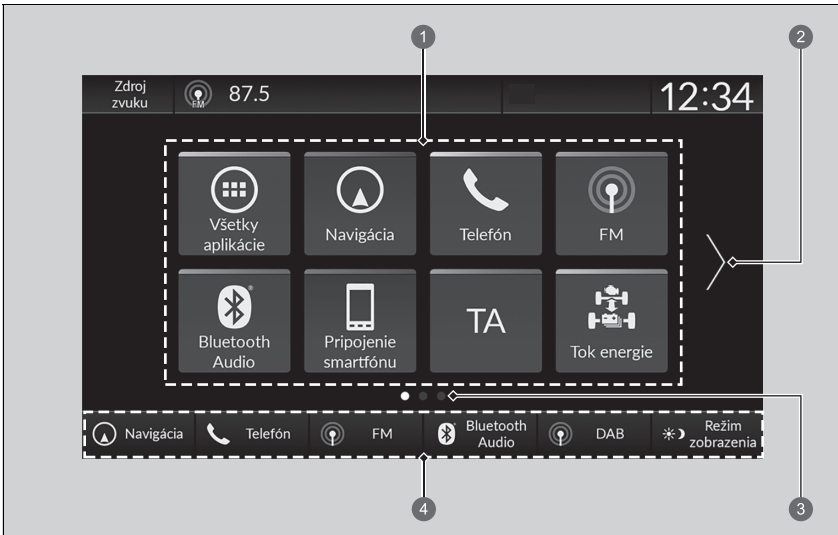 1
2
Zdroj
zvuku
FM
87.5
12:34
Všetky
aplikácie
Navigácia
Telefón
FM
Bluetooth
Audio
Pripojenie
smartfónu
TA
Tok energie
Navigácia
Telefón
FM
Bluetooth
Audio
DAB
Režim
zobrazenia
4
3